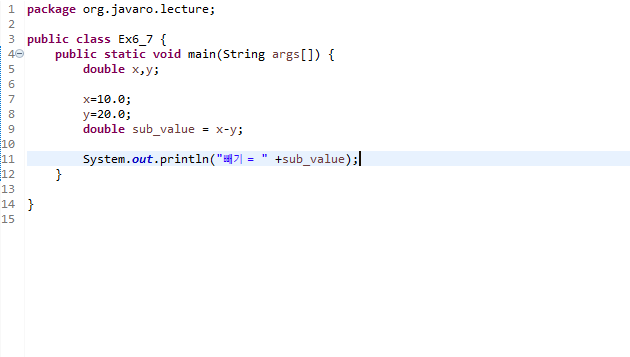 1 package org.javaro.lecture;
2
3 public class Ex6_7 {
4 public static void main(String args[]) {
5 double x,y;
6
7 x=10.0;
8 y=20.0;
9 double sub_value = x-y;
10
11 System.out.println("빼기 = " +sub_value);
12 }
13
14 }
15